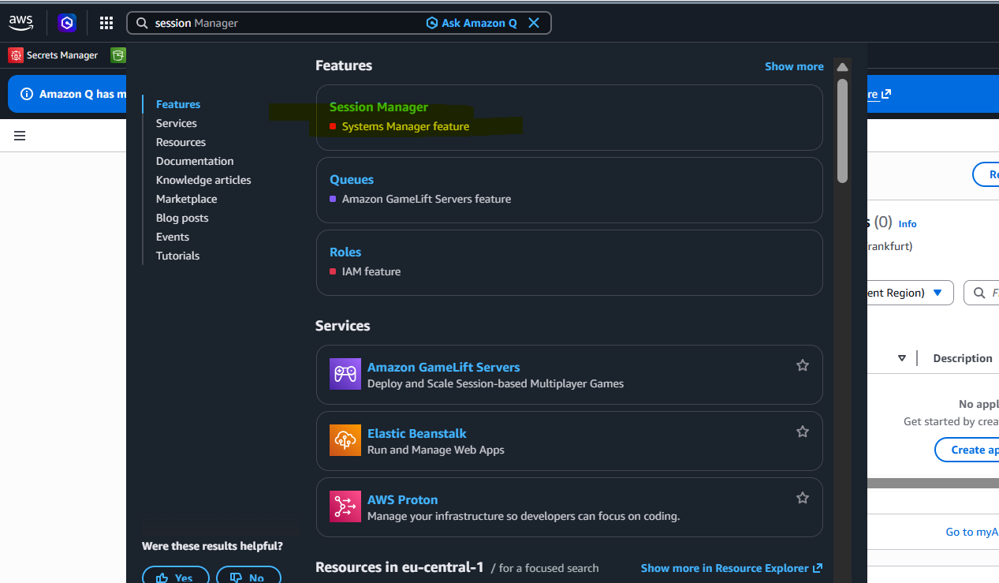 aws
session Manager
Ask Amazon Q
Secrets Manager
Amazon Q has m
re
Features
Services
Resources
Documentation
Knowledge articles
Marketplace
Blog posts
Events
Tutorials
Were these results helpful?
Yes
No
Features
Show more
Session Manager
Systems Manager feature
Queues
Amazon GameLift Servers feature
Roles
IAM feature
Services
Amazon GameLift Servers
Deploy and Scale Session-based Multiplayer Games
Elastic Beanstalk
Run and Manage Web Apps
AWS Proton
Manage your infrastructure so developers can focus on coding.
Resources in eu-central-1 / for a focused search
Show more in Resource Explorer
Re
s (0) Info
rankfurt)
ent Region)
F
Description
No appl
Get started by crea
Create ap
Go to myA